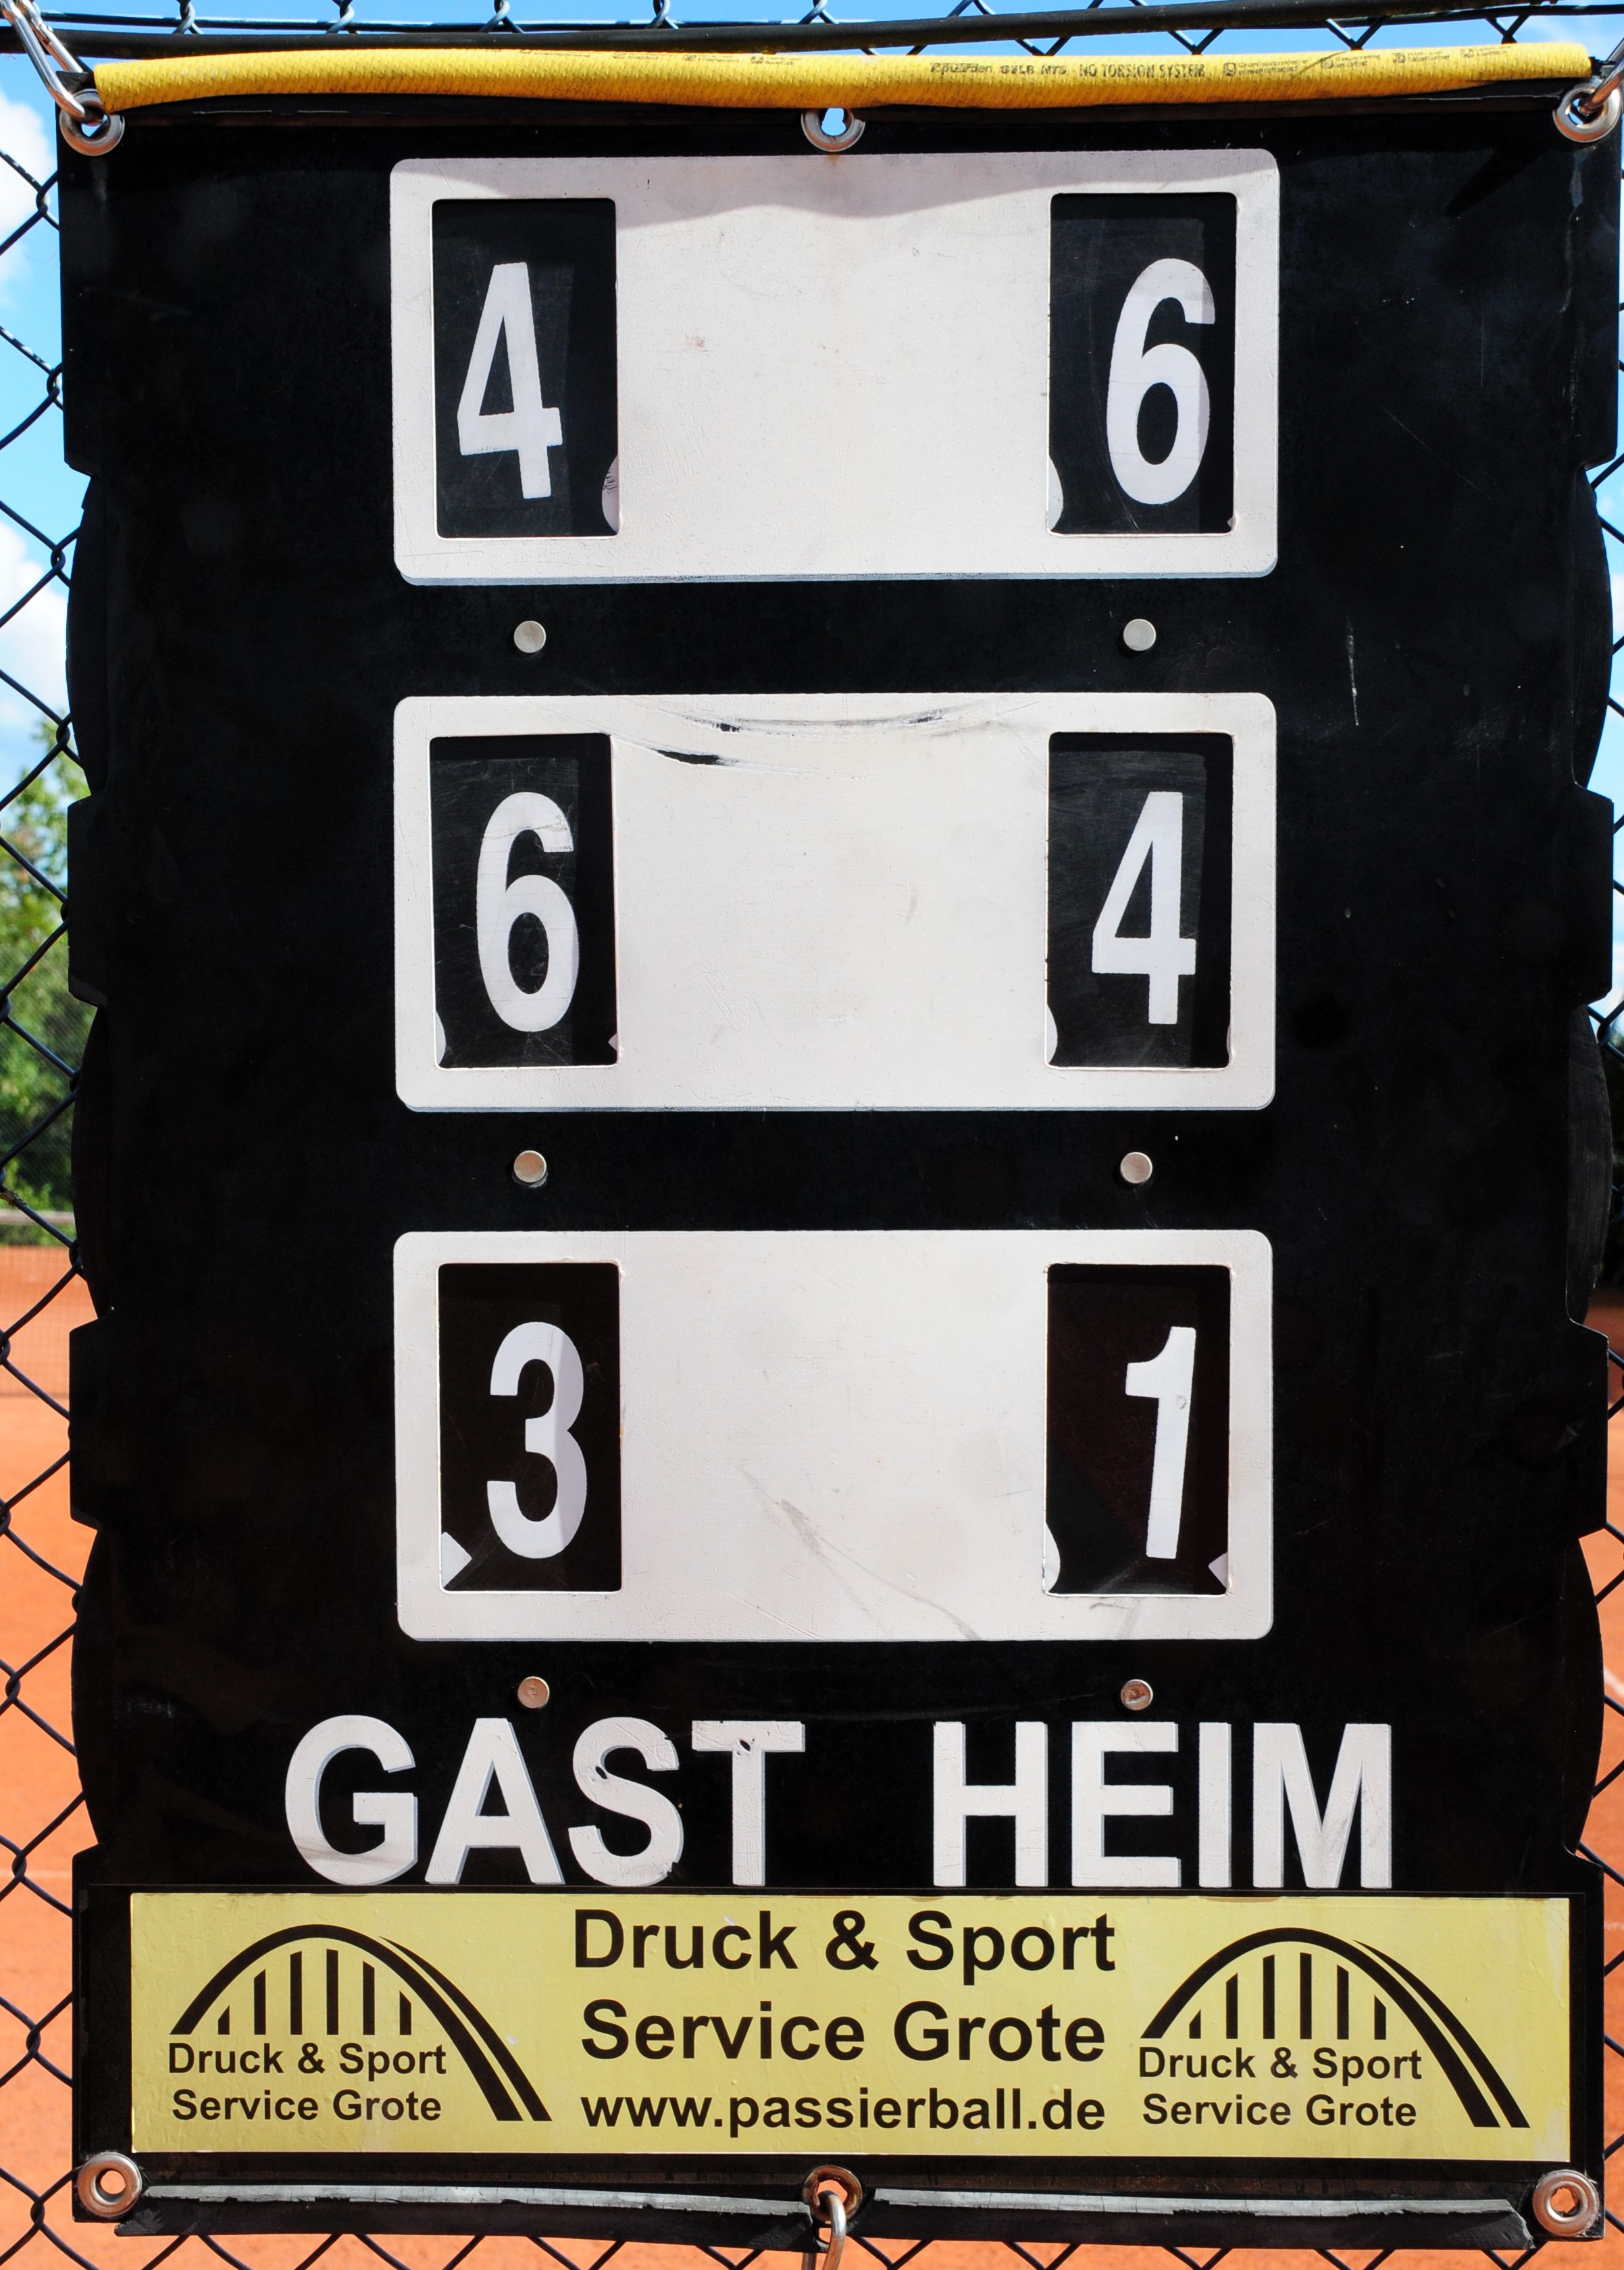 NO TORSION SYSTEM
4 6
6 4
3 1
GAST HEIM
Druck & Sport
Service Grote
www.passierball.de
Druck & Sport
Service Grote
Druck & Sport
Service Grote